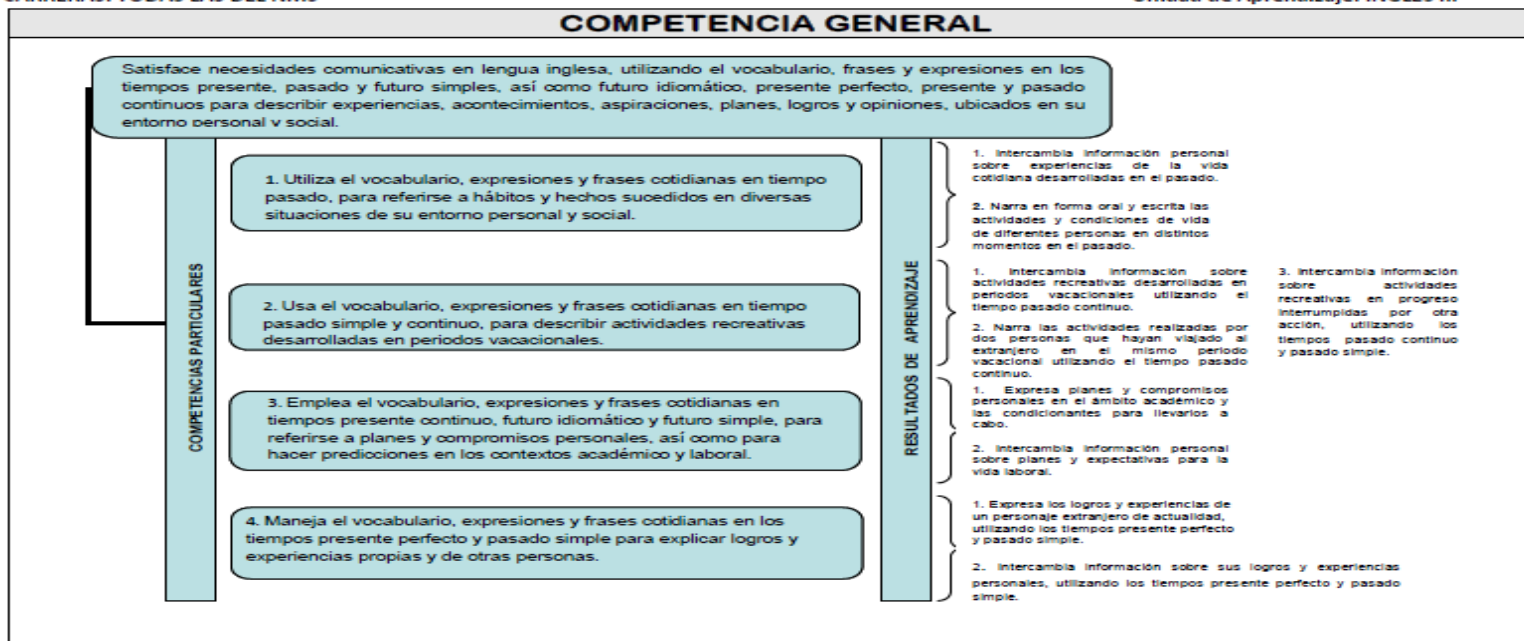 COMPETENCIA GENERAL
Satisface necesidades comunicativas en lengua inglesa, utilizando el vocabulario, frases y expresiones en los
tiempos presente, pasado y futuro simples, así como futuro idiomático, presente perfecto, presente y pasado
continuos para describir experiencias, acontecimientos, aspiraciones, planes, logros y opiniones, ubicados en su
entorno personal y social.
COMPETENCIAS PARTICULARES
1. Utiliza el vocabulario, expresiones y frases cotidianas en tiempo
pasado, para referirse a hábitos y hechos sucedidos en diversas
situaciones de su entorno personal y social.
2. Usa el vocabulario, expresiones y frases cotidianas en tiempo
pasado simple y continuo, para describir actividades recreativas
desarrolladas en periodos vacacionales.
3. Emplea el vocabulario, expresiones y frases cotidianas en
tiempos presente continuo, futuro idiomático y futuro simple, para
referirse a planes y compromisos personales, así como para
hacer predicciones en los contextos académico y laboral.
4. Maneja el vocabulario, expresiones y frases cotidianas en los
tiempos presente perfecto y pasado simple para explicar logros y
experiencias propias y de otras personas.
RESULTADOS DE APRENDIZAJE
1. Intercambia información personal
sobre experiencias de la vida
cotidiana desarrolladas en el pasado.
2. Narra en forma oral y escrita las
actividades y condiciones de vida
de diferentes personas en distintos
momentos en el pasado.
1. Intercambia información sobre
actividades recreativas desarrolladas en
periodos vacacionales utilizando el
tiempo pasado continuo.
2. Narra las actividades realizadas por
dos personas que hayan viajado al
extranjero en el mismo periodo
vacacional utilizando el tiempo pasado
continuo.
3. Intercambia información
sobre actividades
recreativas en progreso
interrumpidas por otra
acción, utilizando los
tiempos pasado continuo
y pasado simple.
1. Expresa planes y compromisos
personales en el ámbito académico y
las condicionantes para llevarlos a
cabo.
2. Intercambia información personal
sobre planes y expectativas para la
vida laboral.
1. Expresa los logros y experiencias de
un personaje extranjero de actualidad,
utilizando los tiempos presente perfecto
y pasado simple.
2. Intercambia información sobre sus logros y experiencias
personales, utilizando los tiempos presente perfecto y pasado
simple.